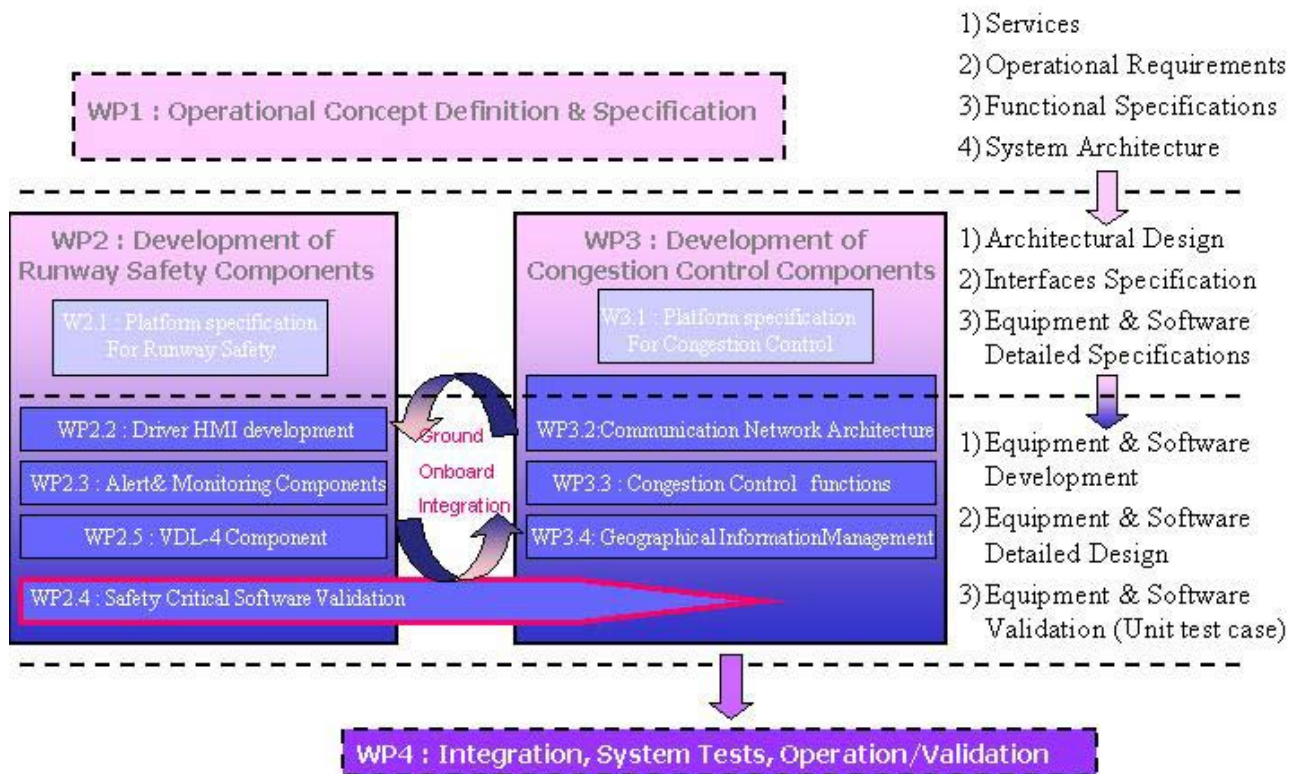 1) Services
2) Operational Requirements
3) Functional Specifications
4) System Architecture
WP1 : Operational Concept Definition & Specification
WP2 : Development of
Runway Safety Components
W2.1 : Platform specification
For Runway Safety
WP2.2 : Driver HMI development
WP2.3 : Alert& Monitoring Components
WP2.5 : VDL-4 Component
WP2.4 : Safety Critical Software Validation
Ground
Onboard
Integration
WP3 : Development of
Congestion Control Components
W3.1 : Platform specification
For Congestion Control
WP3.2:Communication Network Architecture
WP3.3 : Congestion Control functions
WP3.4: Geographical InformationManagement
1) Architectural Design
2) Interfaces Specification
3) Equipment & Software
Detailed Specifications
1) Equipment & Software
Development
2) Equipment & Software
Detailed Design
3) Equipment & Software
Validation (Unit test case)
WP4 : Integration, System Tests, Operation/Validation